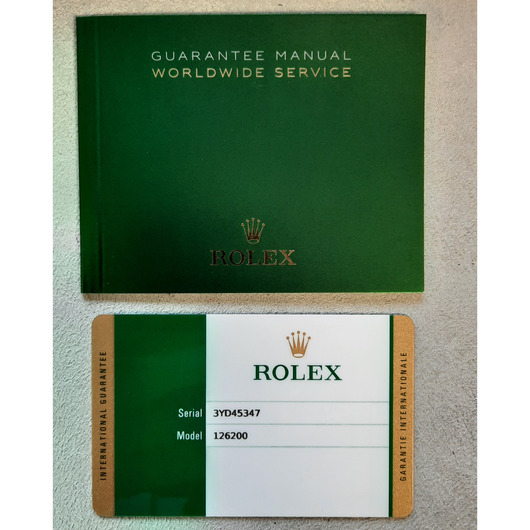 GUARANTEE MANUAL
WORLDWIDE SERVICE
ROLEX
INTERNATIONAL GUARANTEE
ROLEX
Serial 3YD45347
Model 126200
GARANTIE INTERNATIONALE